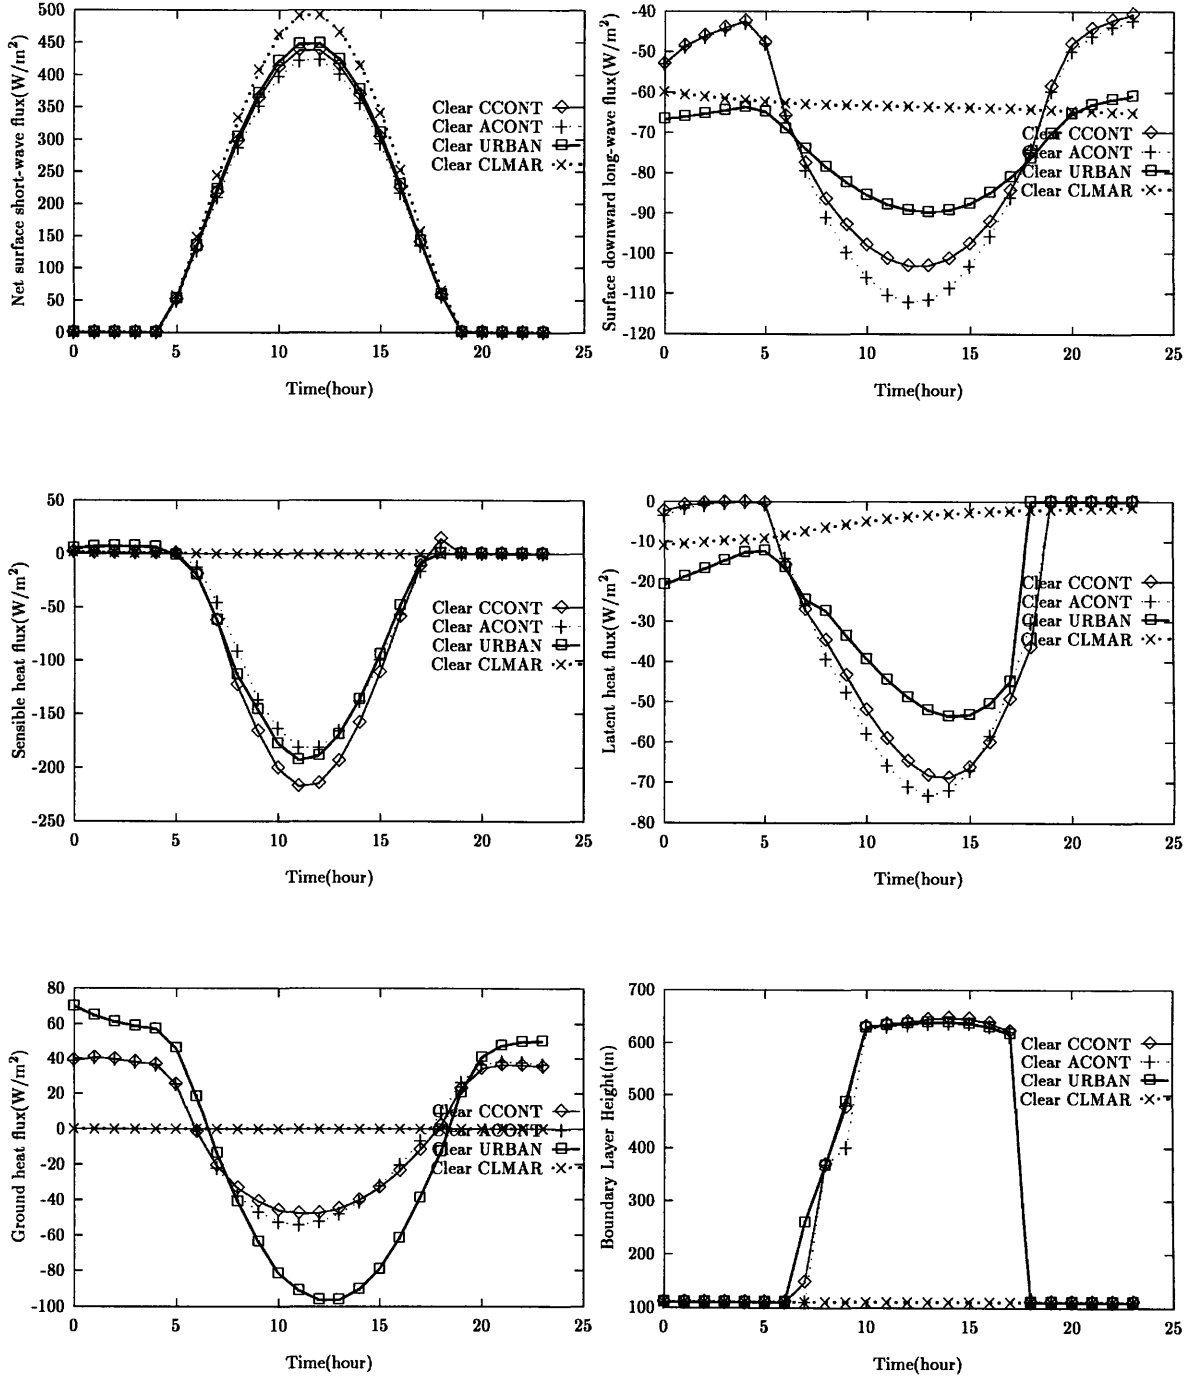 Net surface short-wave flux(W/m²)
500
450
400
350
300
250
200
150
100
50
0
0 5 10 15 20 25
Time(hour)
Clear CCONT
Clear ACONT
Clear URBAN
Clear CLMAR
Surface downward long-wave flux(W/m²)
-40
-50
-60
-70
-80
-90
-100
-110
-120
0 5 10 15 20 25
Time(hour)
Clear CCONT
Clear ACONT
Clear URBAN
Clear CLMAR
Sensible heat flux(W/m²)
50
0
-50
-100
-150
-200
-250
0 5 10 15 20 25
Time(hour)
Clear CCONT
Clear ACONT
Clear URBAN
Clear CLMAR
Latent heat flux(W/m²)
0
-10
-20
-30
-40
-50
-60
-70
-80
0 5 10 15 20 25
Time(hour)
Clear CCONT
Clear ACONT
Clear URBAN
Clear CLMAR
Ground heat flux(W/m²)
80
60
40
20
0
-20
-40
-60
-80
-100
0 5 10 15 20 25
Time(hour)
Clear CCONT
Clear ACONT
Clear URBAN
Clear CLMAR
Boundary Layer Height(m)
700
600
500
400
300
200
100
0 5 10 15 20 25
Time(hour)
Clear CCONT
Clear ACONT
Clear URBAN
Clear CLMAR